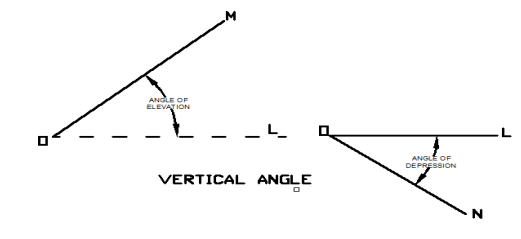 M
ANGLE OF
ELEVATION
O
L
O
L
ANGLE OF
DEPRESSION
VERTICAL ANGLE
N